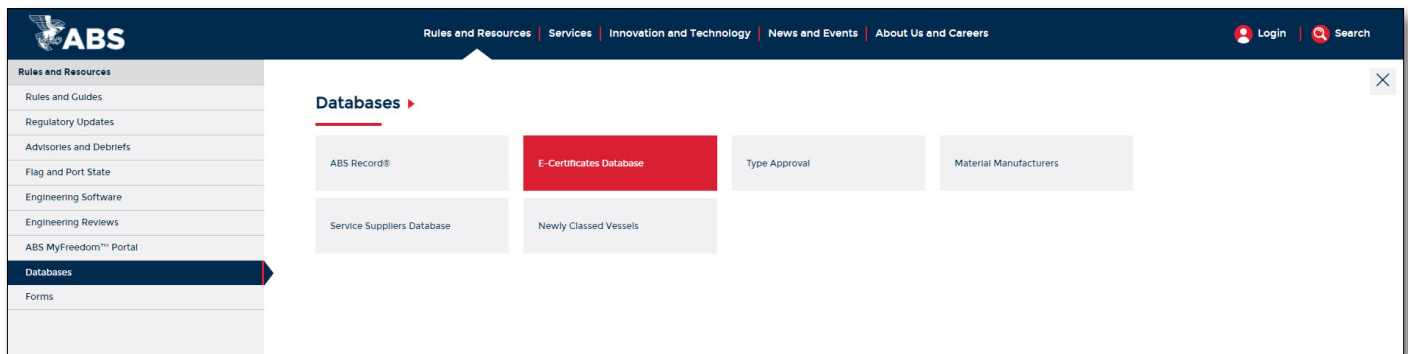 ABS
Rules and Resources
Services
Innovation and Technology
News and Events
About Us and Careers
Login
Search
Rules and Resources
Rules and Guides
Regulatory Updates
Advisories and Debriefs
Flag and Port State
Engineering Software
Engineering Reviews
ABS MyFreedom™ Portal
Databases
Forms
Databases
ABS Record®
E-Certificates Database
Type Approval
Material Manufacturers
Service Suppliers Database
Newly Classed Vessels